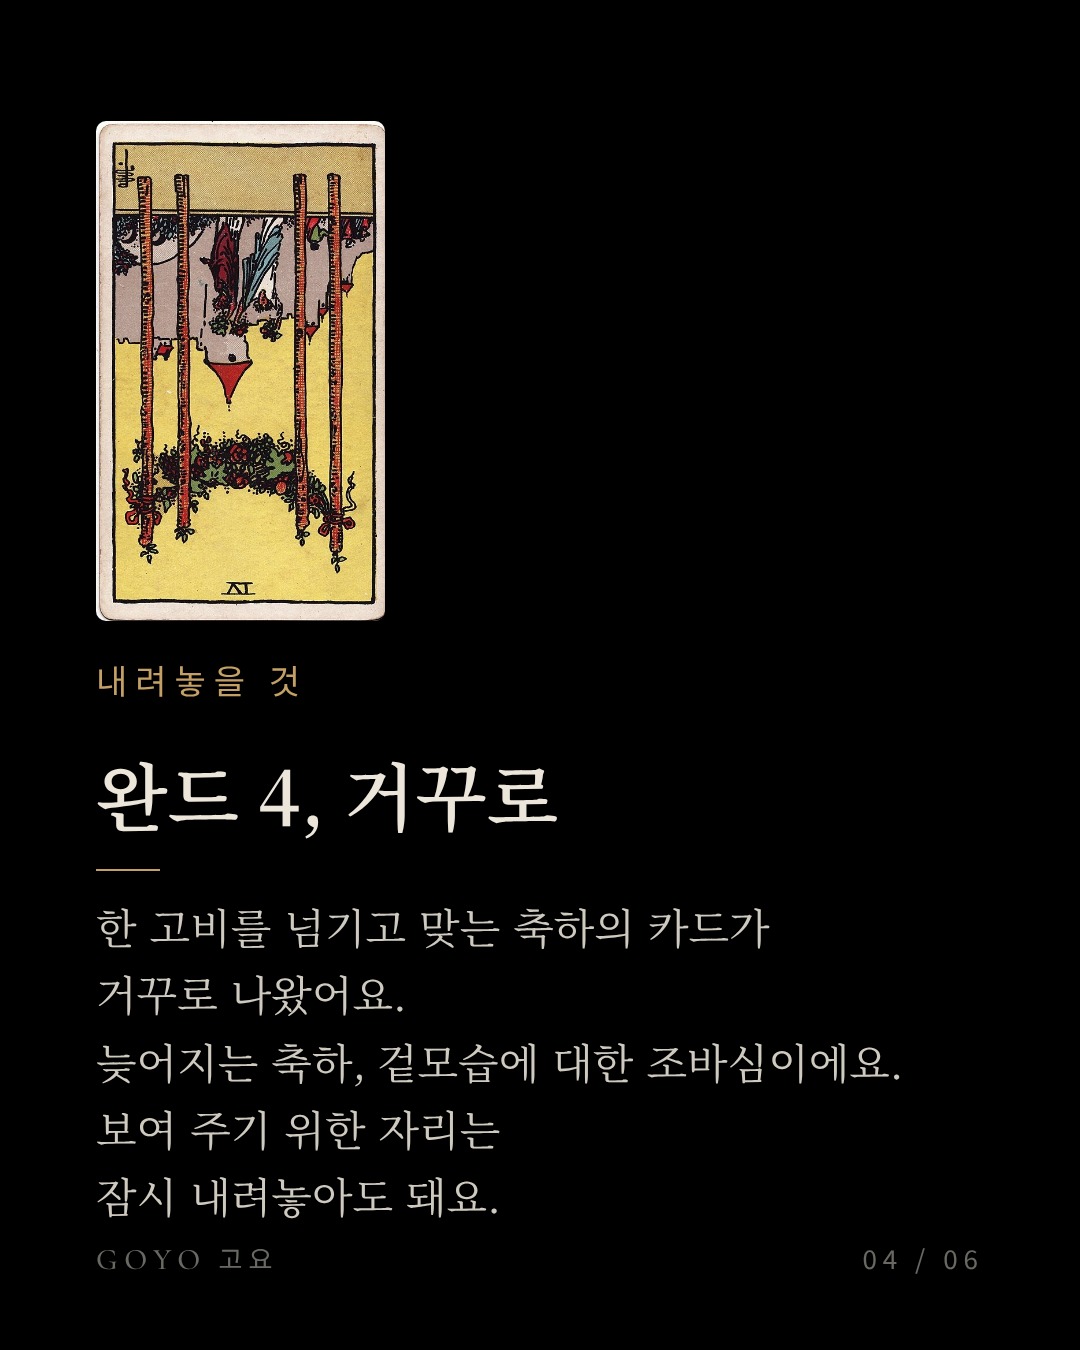 IV
내려놓을 것
완드 4, 거꾸로
한 고비를 넘기고 맞는 축하의 카드가
거꾸로 나왔어요.
늦어지는 축하, 겉모습에 대한 조바심이에요.
보여 주기 위한 자리는
잠시 내려놓아도 돼요.
GOYO 고요
04 / 06